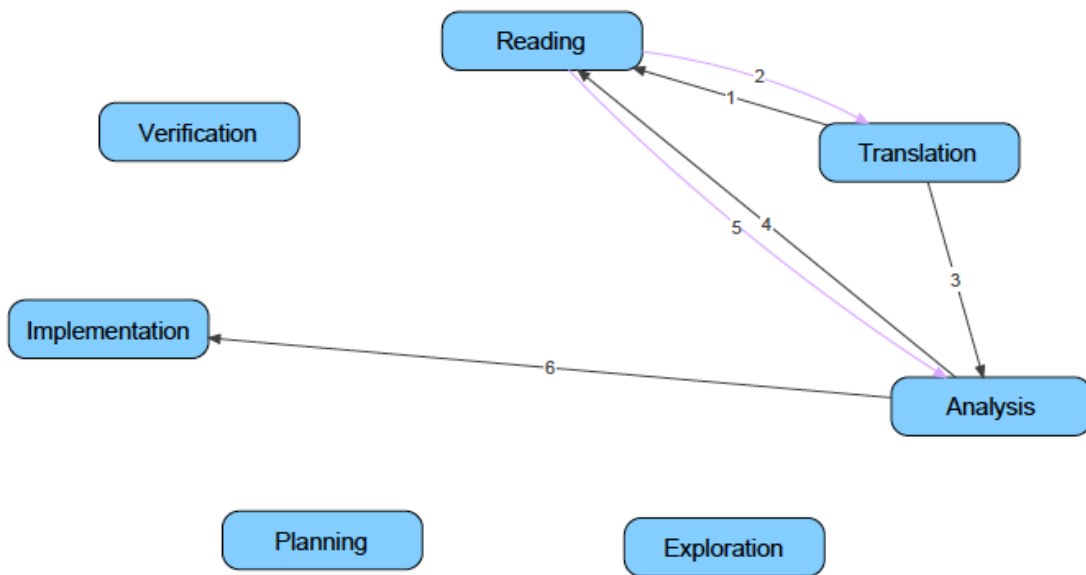 Reading
2
1
Verification
Translation
5
4
3
Implementation
6
Analysis
Planning
Exploration